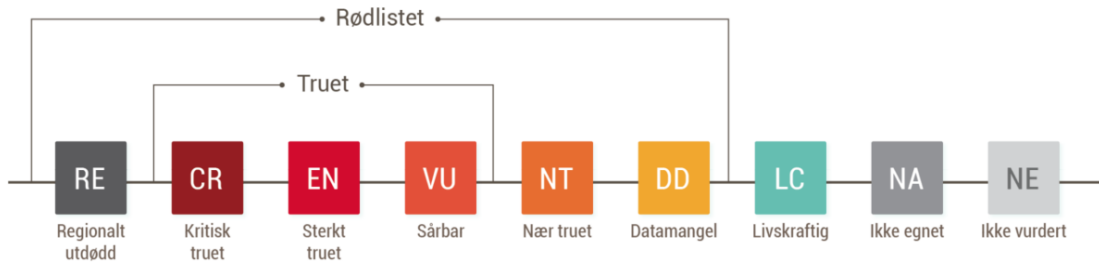 Rødlistet
Truet
RE CR EN VU NT DD LC NA NE
Regionalt utdødd
Kritisk truet
Sterkt truet
Sårbar
Nær truet
Datamangel
Livskraftig
Ikke egnet
Ikke vurdert